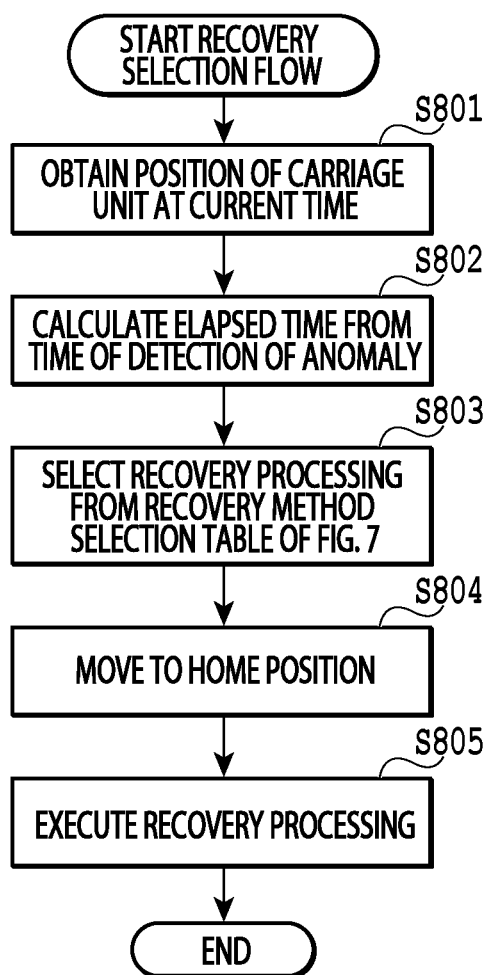 START RECOVERY
SELECTION FLOW
S801
OBTAIN POSITION OF CARRIAGE
UNIT AT CURRENT TIME
S802
CALCULATE ELAPSED TIME FROM
TIME OF DETECTION OF ANOMALY
S803
SELECT RECOVERY PROCESSING
FROM RECOVERY METHOD
SELECTION TABLE OF FIG. 7
S804
MOVE TO HOME POSITION
S805
EXECUTE RECOVERY PROCESSING
END